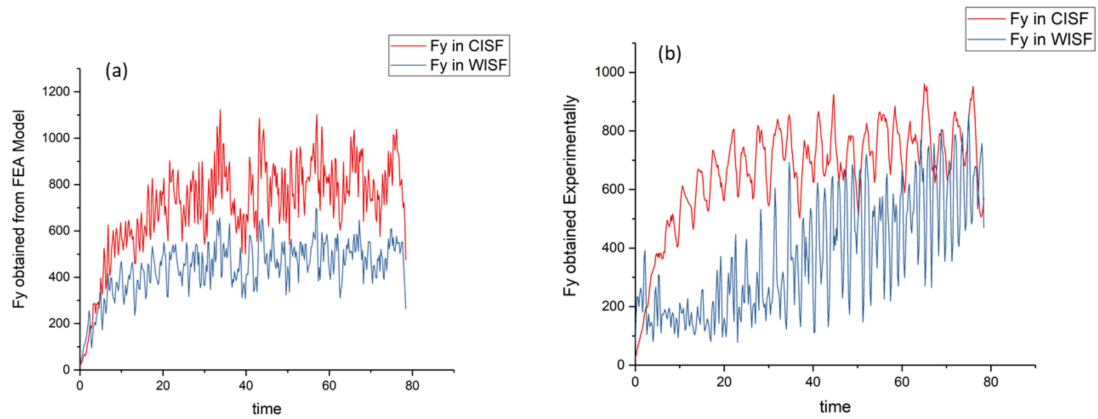 Fy in CISF
Fy in WISF
(a)
Fy obtained from FEA Model
1200
1000
800
600
400
200
0
0 20 40 60 80
time
Fy in CISF
Fy in WISF
(b)
Fy obtained Experimentally
1000
800
600
400
200
0
0 20 40 60 80
time